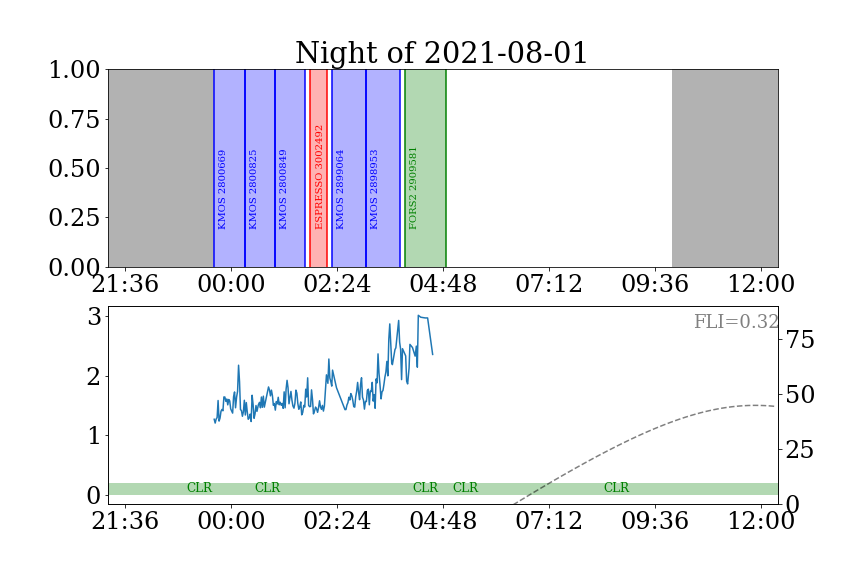 Night of 2021-08-01
1.00
0.75
0.50
0.25
0.00
KMOS 2800669
KMOS 2800825
KMOS 2800849
ESPRESSO 3002492
KMOS 2899064
KMOS 2898953
FORS2 2909581
21:36 00:00 02:24 04:48 07:12 09:36 12:00
FLI=0.32
3
2
1
0
75
50
25
0
CLR CLR CLR CLR CLR
21:36 00:00 02:24 04:48 07:12 09:36 12:00